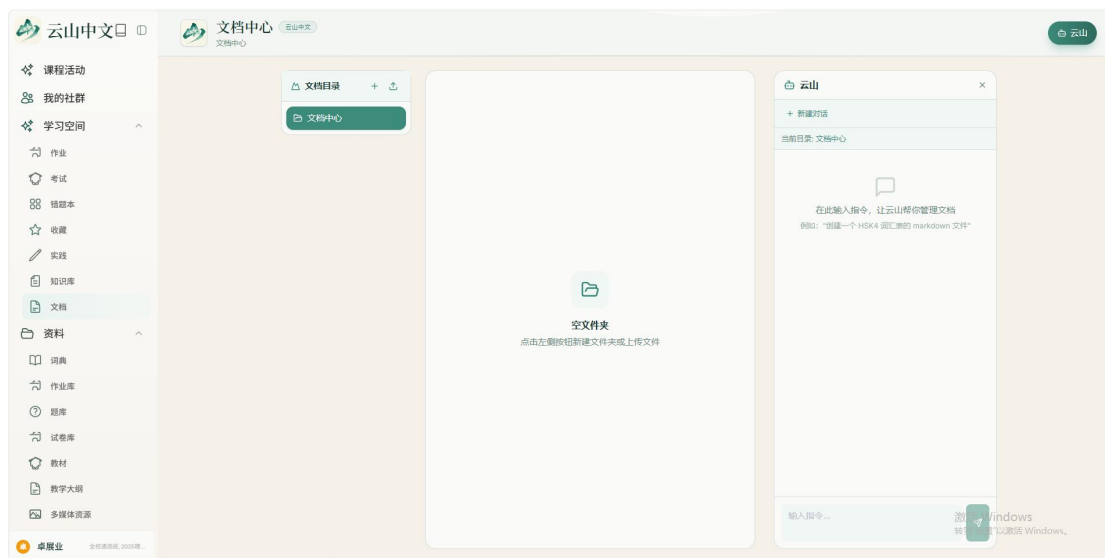 云山中文
文档中心 云山中文
文档中心
云山
课程活动
我的社群
学习空间
作业
考试
错题本
收藏
实践
知识库
文档
资料
词典
作业库
题库
试卷库
教材
教学大纲
多媒体资源
卓展业
文档目录
文档中心
空文件夹
点击左侧按钮新建文件夹或上传文件
云山
+ 新建对话
当前目录: 文档中心
在此输入指令，让云山帮你管理文档
例如："创建一个 HSK4 词汇表的 markdown 文件"
输入指令...
Windows
以激活 Windows。